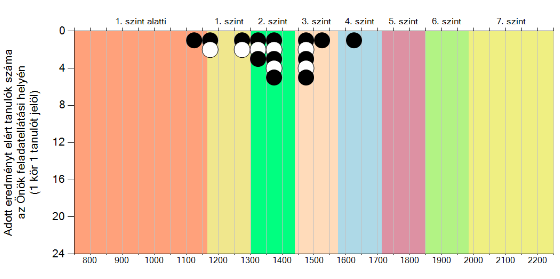 1. szint alatti 1. szint 2. szint 3. szint 4. szint 5. szint 6. szint 7. szint
Adott eredményt elért tanulók száma
az Önök feladatellátási helyén
(1 kör 1 tanulót jelöl)
0
4
8
12
16
20
24
800 900 1000 1100 1200 1300 1400 1500 1600 1700 1800 1900 2000 2100 2200